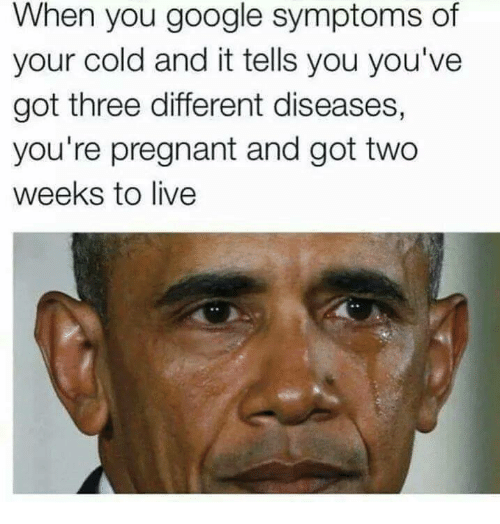 When you google symptoms of
your cold and it tells you you've
got three different diseases,
you're pregnant and got two
weeks to live